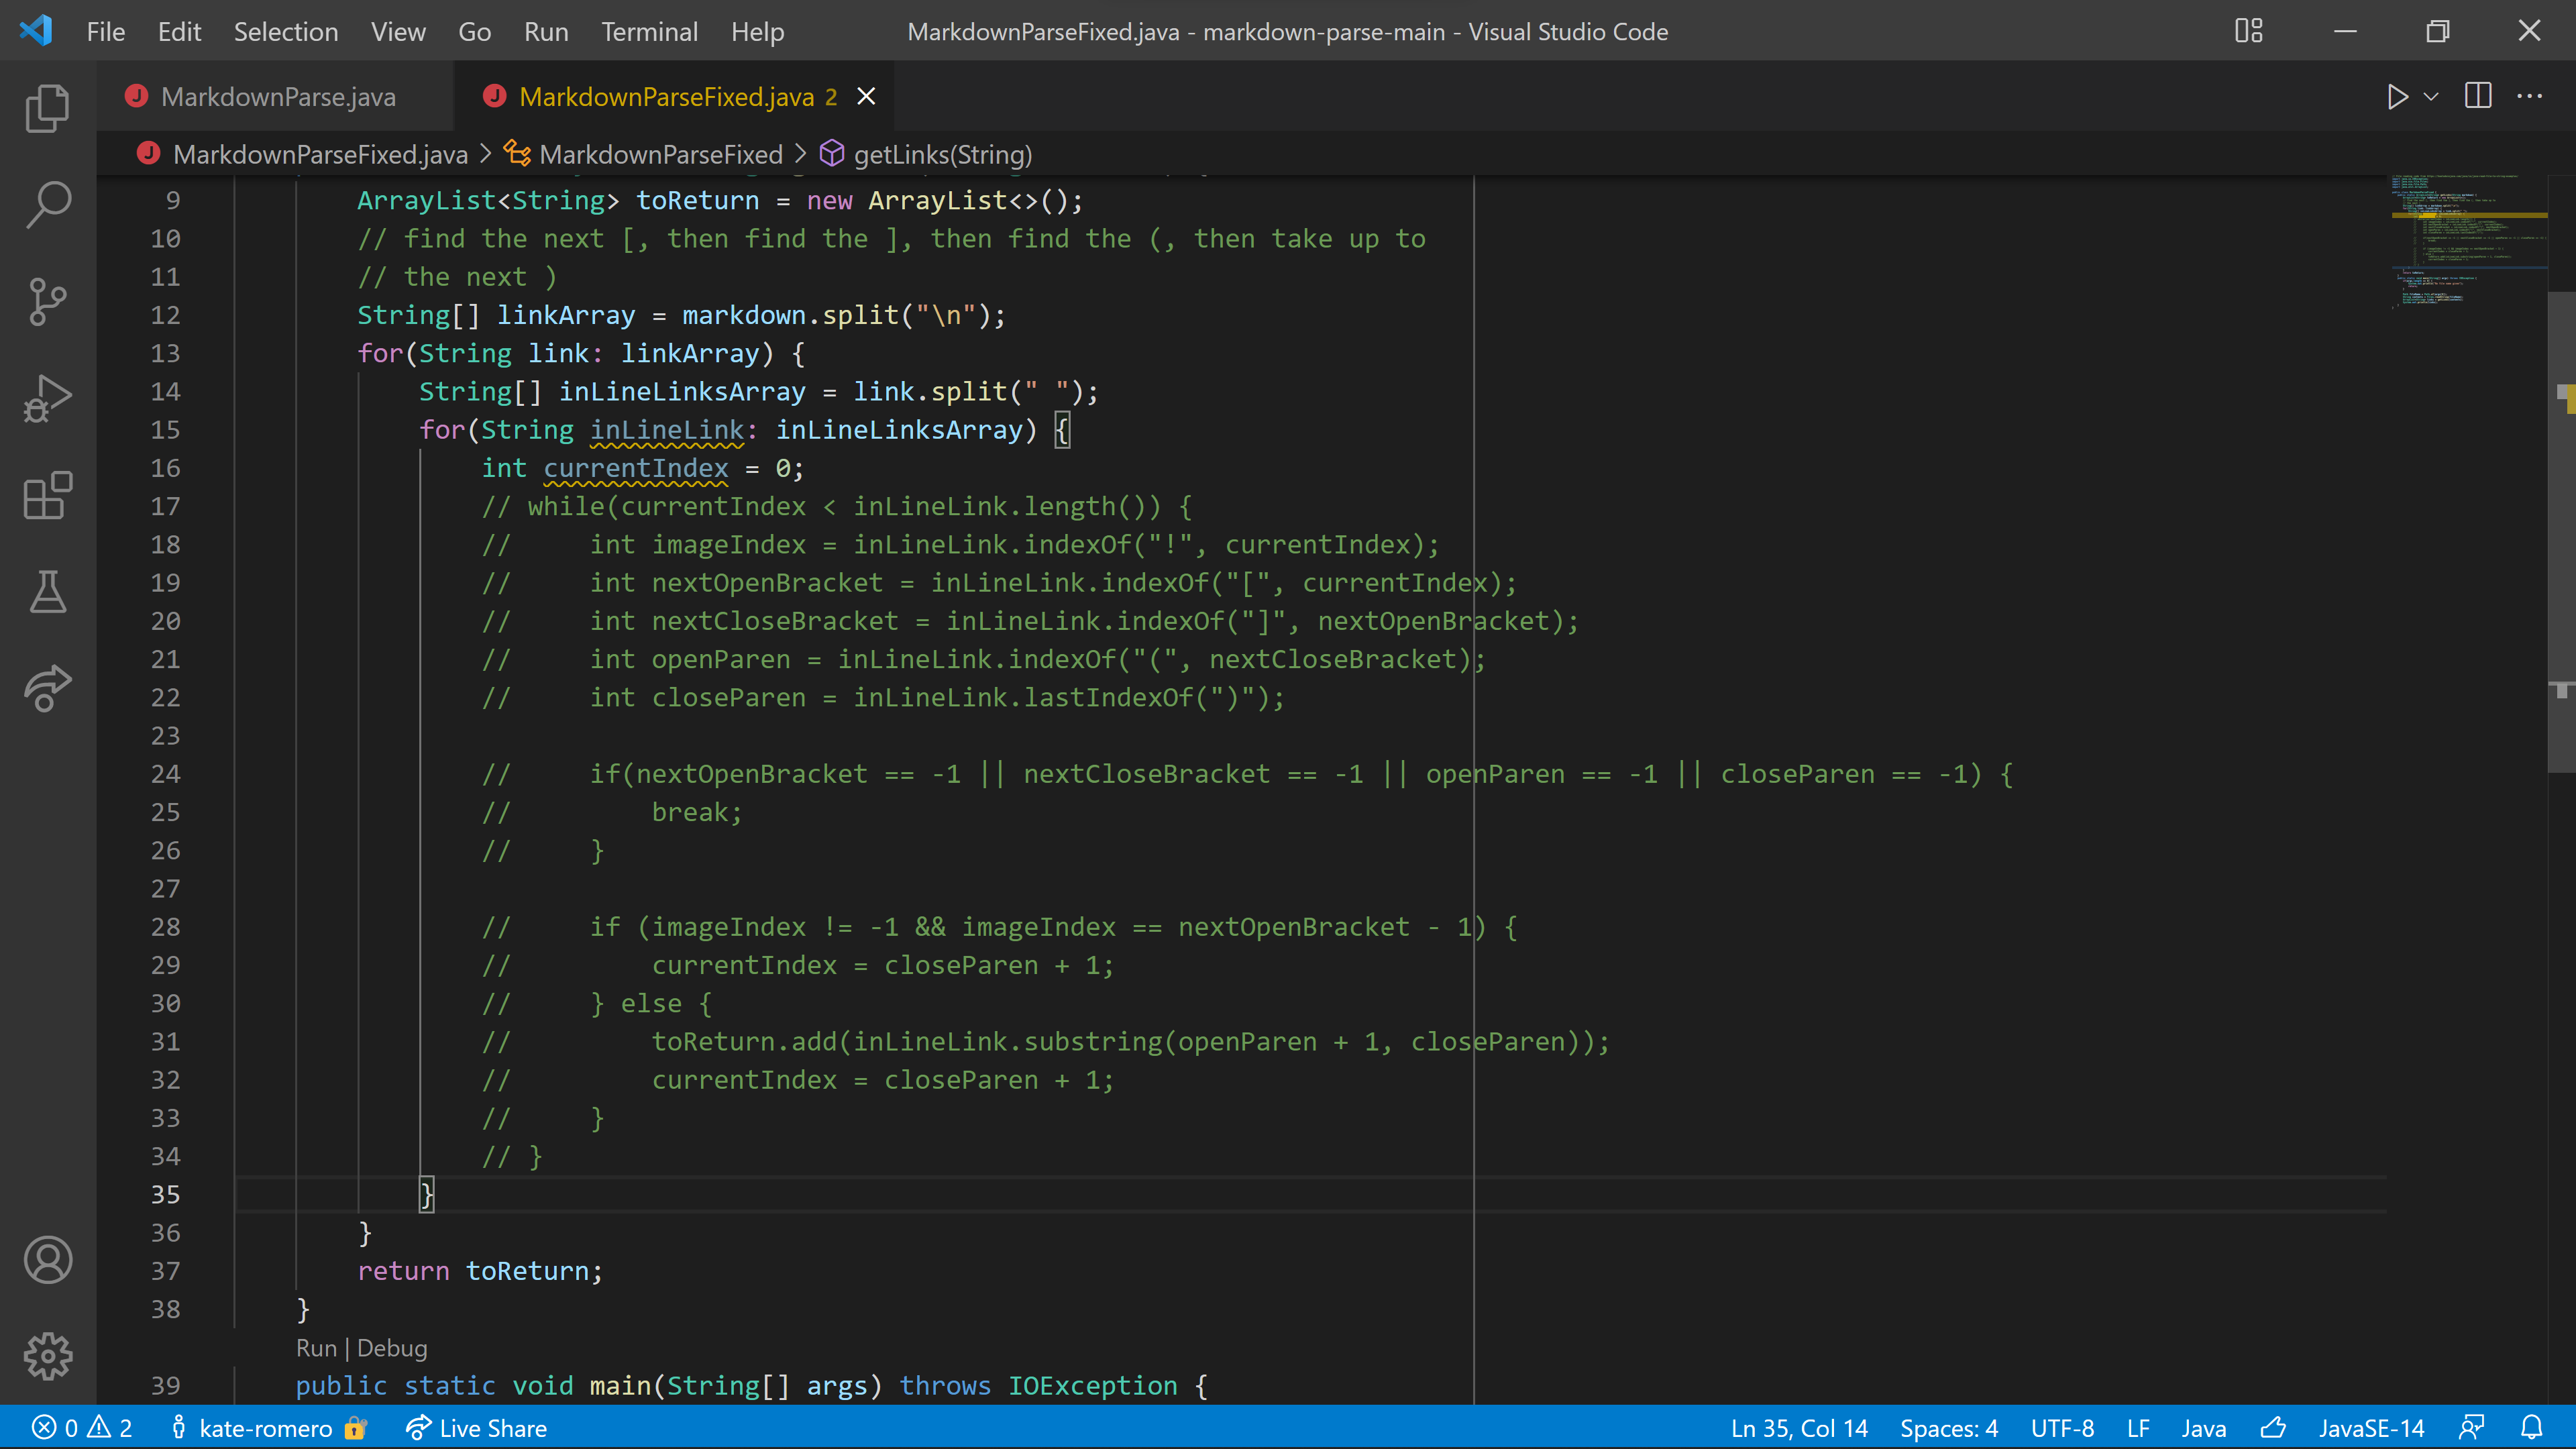 File Edit Selection View Go Run Terminal Help MarkdownParseFixed.java - markdown-parse-main - Visual Studio Code
J MarkdownParse.java J MarkdownParseFixed.java 2
J MarkdownParseFixed.java > MarkdownParseFixed > getLinks(String)
9 ArrayList<String> toReturn = new ArrayList<>();
10 // find the next [, then find the ], then find the (, then take up to
11 // the next )
12 String[] linkArray = markdown.split("\n");
13 for(String link: linkArray) {
14 String[] inLineLinksArray = link.split(" ");
15 for(String inLineLink: inLineLinksArray) {
16 int currentIndex = 0;
17 // while(currentIndex < inLineLink.length()) {
18 //     int imageIndex = inLineLink.indexOf("!", currentIndex);
19 //     int nextOpenBracket = inLineLink.indexOf("[", currentIndex);
20 //     int nextCloseBracket = inLineLink.indexOf("]", nextOpenBracket);
21 //     int openParen = inLineLink.indexOf("(", nextCloseBracket);
22 //     int closeParen = inLineLink.lastIndexOf(")");
23
24 //     if(nextOpenBracket == -1 || nextCloseBracket == -1 || openParen == -1 || closeParen == -1) {
25 //         break;
26 //     }
27
28 //     if (imageIndex != -1 && imageIndex == nextOpenBracket - 1) {
29 //         currentIndex = closeParen + 1;
30 //     } else {
31 //         toReturn.add(inLineLink.substring(openParen + 1, closeParen));
32 //         currentIndex = closeParen + 1;
33 //     }
34 // }
35 }
36 }
37 return toReturn;
38 }
Run | Debug
39 public static void main(String[] args) throws IOException {
0 2 kate-romero Live Share Ln 35, Col 14 Spaces: 4 UTF-8 LF Java JavaSE-14